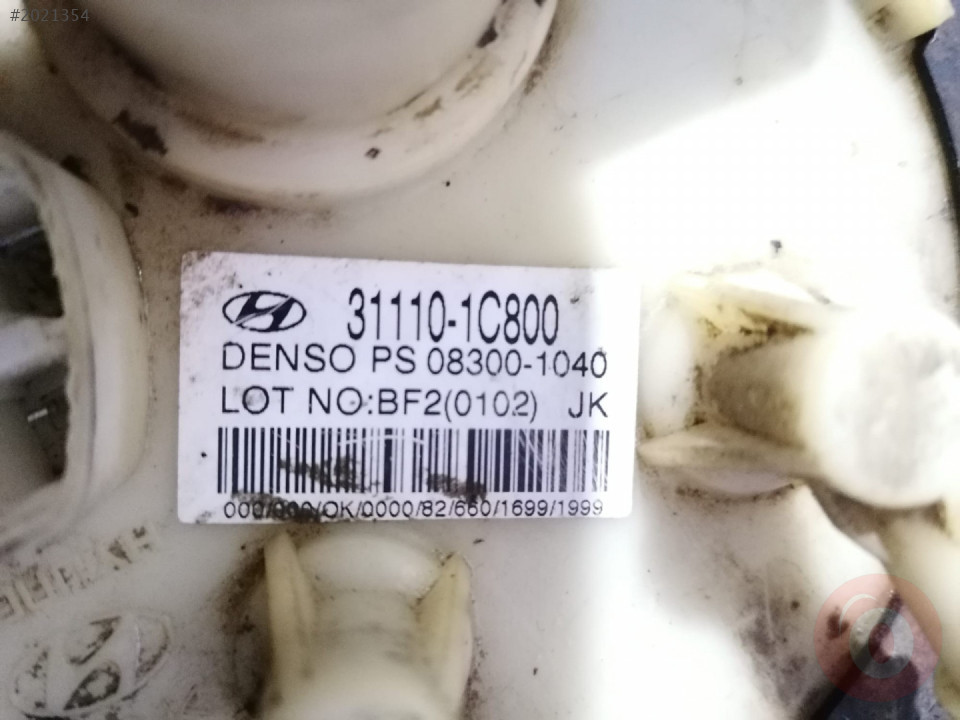 #2021354
31110-1C800
DENSO PS 08300-1040
LOT NO:BF2(0102) JK
000/000/OK/0000/82/660/1699/1999